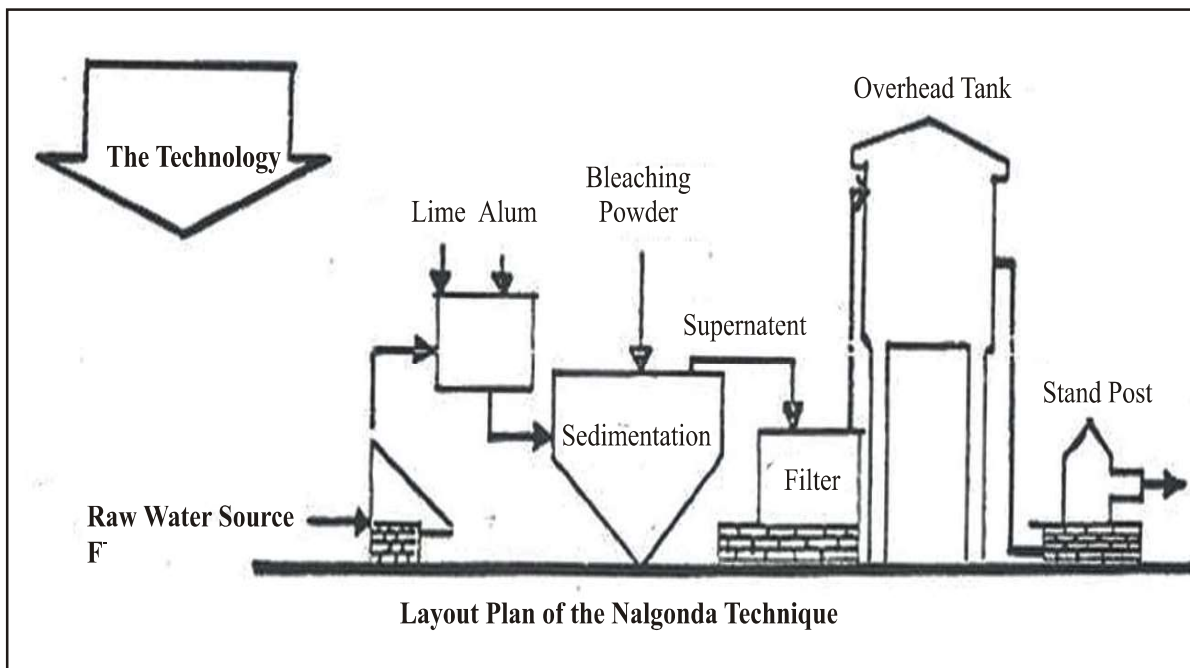 The Technology
Overhead Tank
Bleaching
Powder
Lime Alum
Supernatent
Stand Post
Sedimentation
Filter
Raw Water Source
F-
Layout Plan of the Nalgonda Technique